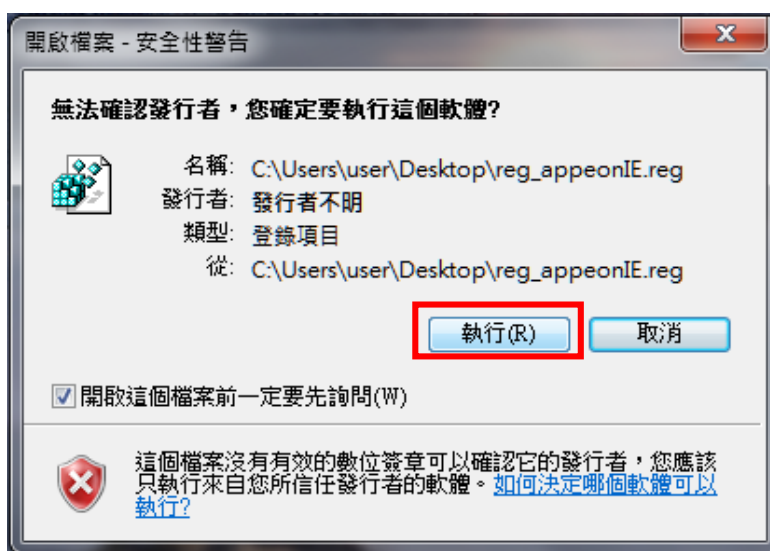 開啟檔案 - 安全性警告
無法確認發行者，您確定要執行這個軟體?
名稱: C:\Users\user\Desktop\reg_appeonIE.reg
發行者: 發行者不明
類型: 登錄項目
從: C:\Users\user\Desktop\reg_appeonIE.reg
執行(R) 取消
開啟這個檔案前一定要先詢問(W)
這個檔案沒有有效的數位簽章可以確認它的發行者，您應該
只執行來自您所信任發行者的軟體。如何決定哪個軟體可以
執行?